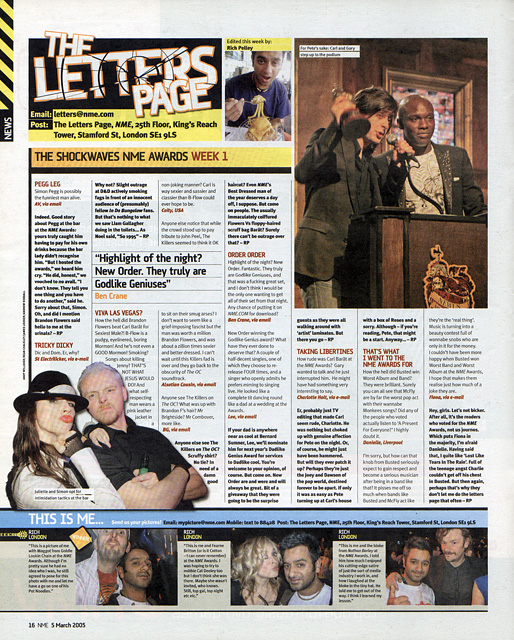 NEWS
THE
LETTERS
PAGE
Edited this week by:
Rich Pelley
Email: letters@nme.com
Post: The Letters Page, NME, 25th Floor, King's Reach
Tower, Stamford St, London SE1 9LS
For Pete's sake: Carl and Gary
step up to the podium
THE SHOCKWAVES NME AWARDS WEEK 1
PEGG LEG
Simon Pegg is possibly
the funniest man alive.
AV, via email
Indeed. Good story
about Pegg at the bar
at the NME Awards:
yours truly caught him
having to pay for his own
drinks because the bar
lady didn't recognise
him. "But I hosted the
awards," we heard him
cry. "He did, honest," we
vouched to no avail. "I
don't know. They tell you
one thing and you have
to do another," said he.
Sorry about that, Simon.
Oh, and did I mention
Brandon Flowers said
hello to me at the
urinals? – RP
TRICKY DICKY
Dic and Dom. Er, why?
St Electriflickler, via e-mail
Why not? Slight outrage
at D&D actively smoking
fags in front of an innocent
audience of (presumably)
fellow In Da Bungalow fans.
But that's nothing to what
we saw Liam Gallagher
doing in the toilets... As
Noel said, "So 1995" – RP
"Highlight of the night?
New Order. They truly are
Godlike Geniuses"
Ben Crane
VIVA LAS VEGAS?
How the hell did Brandon
Flowers beat Carl Barât for
Sexiest Male?! B-Flow is a
pudgy, eyelinered, boring
Mormon! And he's not even a
GOOD Mormon! Smoking?
Songs about killing
Jenny? THAT'S
NOT WHAT
JESUS WOULD
DO! And
what self
respecting
man wears a
pink leather
jacket in a
non joking manner? Carl is
way sexier and sassier and
classier than B-Flow could
ever hope to be.
Colty, USA
Anyone else notice that while
the crowd stood up to pay
tribute to John Peel, The
Killers seemed to think it OK
to sit on their smug arses? I
don't want to seem like a
grief imposing fascist but the
man was worth a million
Brandon Flowers, and was
about a zillion times sexier
and better dressed. I can't
wait until this Killers fad is
over and they go back to the
obscurity of The OC
soundtrack.
Alastian Cousin, via email
Anyone see The Killers on
The OC? What was up with
Brandon F's hair? Mr
Brightside? Mr Combover,
more like.
BG, via email
Anyone else see The
Killers on The OC?
haircut? Even NME's
Best Dressed man of
the year deserves a day
off, I suppose. But come
on people. The usually
immaculately coiffured
Flowers Vs floppy-haired
scruff bag Barât? Surely
there can't be outrage over
that? – RP
ORDER ORDER
Highlight of the night? New
Order. Fantastic. They truly
are Godlike Geniuses, and
that was a fucking great set,
and I don't think I would be
the only one wanting to get
all of that set from that night.
Any chance of putting it on
NME.COM for download?
Ben Crane, via email
New Order winning the
Godlike Genius award? What
have they ever done to
deserve that? A couple of
half decent singles, one of
which they choose to re-
release FOUR times, and a
singer who openly admits he
prefers miming to singing
live. He looked like a
complete tit dancing round
like a dad at a wedding at the
Awards.
Lee, via email
If your dad is anywhere
near as cool at Bernard
Sumner, Lee, we'll nominate
him for next year's Dudlike
Genius Award for services
to Dudlike cool. You're
welcome to your opinion, of
course. But come on. New
Order are and were and will
always be great. Bit of a
giveaway that they were
going to be the surprise
guests as they were all
walking around with
'artist' laminates. But
there you go – RP
TAKING LIBERTINES
How rude was Carl Barât at
the NME Awards? Gary
wanted to talk and he just
interrupted him. He might
have had something very
interesting to say.
Charlotte Hall, via e-mail
Er, probably just TV
editing that made Carl
seem rude, Charlotte. He
was nothing but choked
up with genuine affection
for Pete on the night. Or,
of course, he might just
have been hammered.
But will they ever patch it
up? Perhaps they're just
the Joey and Dawson of
the pop world, destined
forever to be apart. If only
it was as easy as Pete
turning up at Carl's house
with a box of Roses and a
sorry. Although – if you're
reading, Pete, that might
be a start. Anyway... – RP
THAT'S WHAT
I WENT TO THE
NME AWARDS FOR
How the hell did Busted win
Worst Album and Band?
They were brilliant. Surely
you can all see that McFly
are by far the worst pop act
with their wannabe
Monkees songs? Did any of
the people who voted
actually listen to 'A Present
For Everyone'? I highly
doubt it.
Danielle, Liverpool
I'm sorry, but how can that
knob from Busted seriously
expect to gain respect and
become a serious musician
after being in a band like
that? It pisses me off so
much when bands like
Busted and McFly act like
they're the 'real thing'.
Music is turning into a
beauty contest full of
wannabe studs who are
only in it for the money.
I couldn't have been more
happy when Busted won
Worst Band and Worst
Album at the NME Awards.
I hope that makes them
realise just how much of a
joke they are.
Fiona, via e-mail
Hey, girls. Let's not bicker.
After all, it's the readers
who voted for the NME
Awards, not us journos.
Which puts Fiona in
the majority, I'm afraid
Danielle. Having said
that, I quite like 'Lost Like
Tears In The Rain'. Full of
the teenage angst Charlie
couldn't get off his chest
in Busted. But then again,
perhaps that's why they
don't let me do the letters
page that often – RP
Juliette and Simon opt for
intimidation tactics at the bar
THIS IS ME...
Send us your pictures
Email: mypicture@nme.com Mobile: text to 88428 Post: The Letters Page, NME, 25th Floor, King's Reach Tower, Stamford St, London SE1 9LS
RICH
LONDON
"This is a picture of me
with Maggot from Goldie
Lookin Chain at the NME
Awards. Although I'm
pretty sure he had no
idea who I was, he still
agreed to pose for this
photo with me and let me
have a go on one of his
Pot Noodles."
RICH
LONDON
"This is me and Fearne
Britton (or is it Cotton
– I can never remember)
at the NME Awards. I
was hoping to try to
mobile Cat Deeley too
but I don't think she was
there. Maybe she wasn't
invited, who knows.
Still, top gal, top night
etc etc."
RICH
LONDON
"This is me and the bloke
from Nathan Barley at
the NME Awards. I told
him how much I enjoyed
his cutting edge satire
of just the sort of media
industry I work in, and
how I laughed at the
bloke in the tiny hat. He
told me to get out of the
way. I think I learned my
lesson."
16 NME 5 March 2005